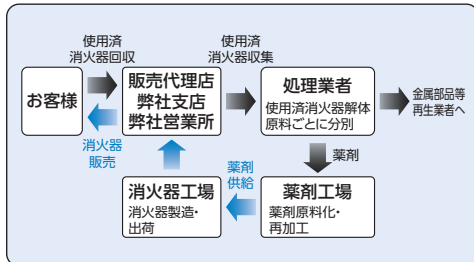 使用済
消火器回収
使用済
消火器収集
お客様
販売代理店
弊社支店
弊社営業所
処理業者
使用済消火器解体
原料ごとに分別
金属部品等
再生業者へ
消火器
販売
薬剤
薬剤
供給
消火器工場
消火器製造・
出荷
薬剤工場
薬剤原料化・
再加工